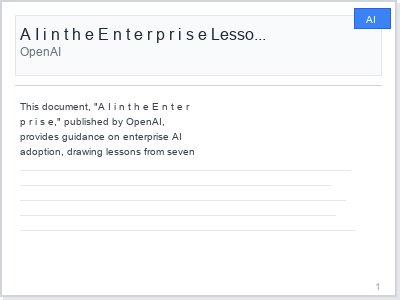 AI
A I i n t h e E n t e r p r i s e Lesso...
OpenAI
This document, "A I i n t h e E n t e r
p r i s e," published by OpenAI,
provides guidance on enterprise AI
adoption, drawing lessons from seven
1